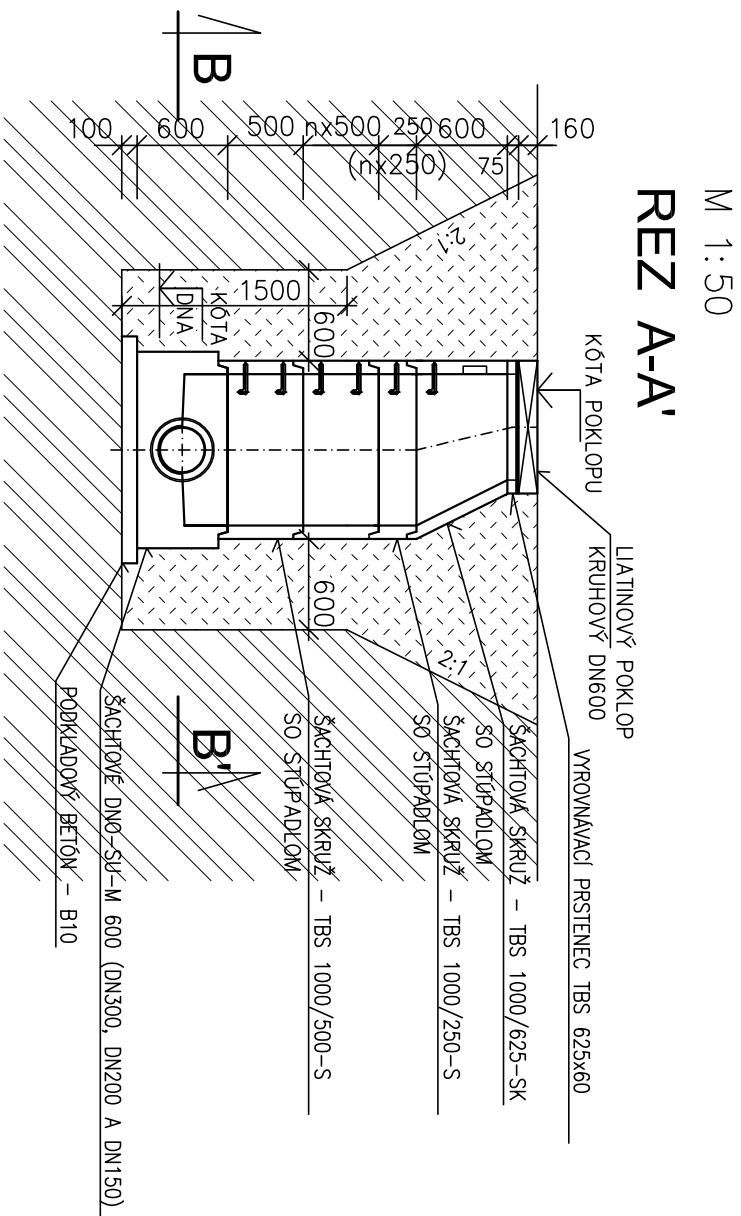 M 1:50
REZ A-A'
KÓTA POKLOPU
LIATINOVÝ POKLOP
KRUHOVÝ DN600
VYROVNÁVACÍ PRSTENEC TBS 625x60
ŠACHTOVÁ SKRUŽ - TBS 1000/625-SK
SO STÚPADLOM
ŠACHTOVÁ SKRUŽ - TBS 1000/250-S
SO STÚPADLOM
ŠACHTOVÁ SKRUŽ - TBS 1000/500-S
SO STÚPADLOM
ŠACHTOVÉ DNO-SU-M 600 (DN300, DN200 A DN150)
PODKLADOVÝ BETÓN - B10
160
75
600
250
nx500
(nx250)
500
600
100
2:1
2:1
1500
600
600
KÓTA
DNA
B
B'